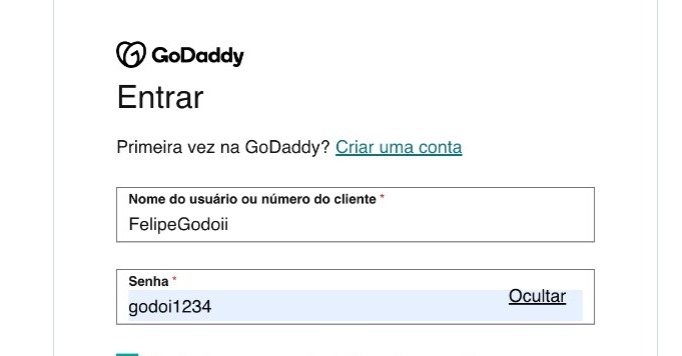 GoDaddy
Entrar
Primeira vez na GoDaddy? Criar uma conta
Nome do usuário ou número do cliente *
FelipeGodoii
Senha *
godoi1234
Ocultar